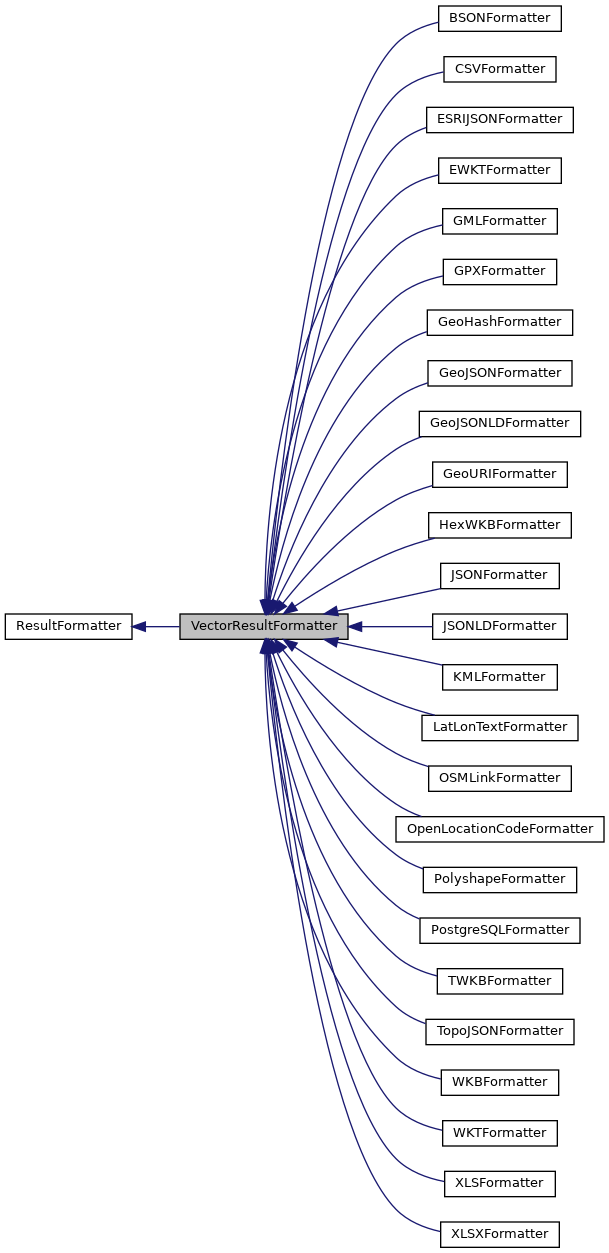 BSONFormatter
CSVFormatter
ESRIJSONFormatter
EWKTFormatter
GMLFormatter
GPXFormatter
GeoHashFormatter
GeoJSONFormatter
GeoJSONLDFormatter
GeoURIFormatter
HexWKBFormatter
JSONFormatter
ResultFormatter
VectorResultFormatter
JSONLDFormatter
KMLFormatter
LatLonTextFormatter
OSMLinkFormatter
OpenLocationCodeFormatter
PolyshapeFormatter
PostgreSQLFormatter
TWKBFormatter
TopoJSONFormatter
WKBFormatter
WKTFormatter
XLSFormatter
XLSXFormatter